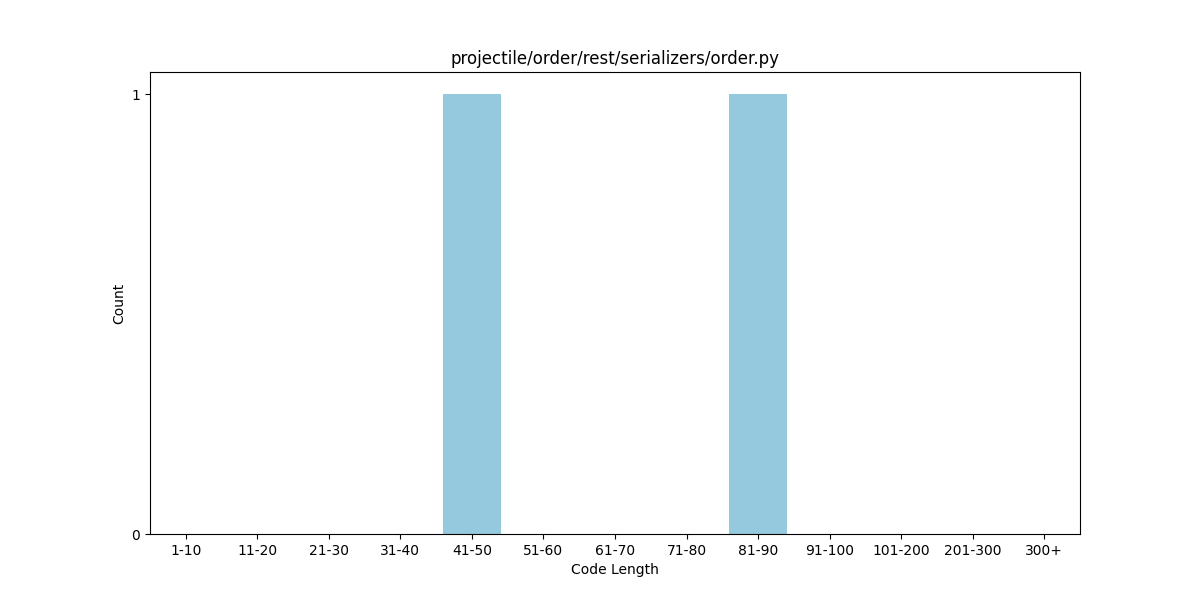 projectile/order/rest/serializers/order.py
1
Count
0
1-10 11-20 21-30 31-40 41-50 51-60 61-70 71-80 81-90 91-100 101-200 201-300 300+
Code Length